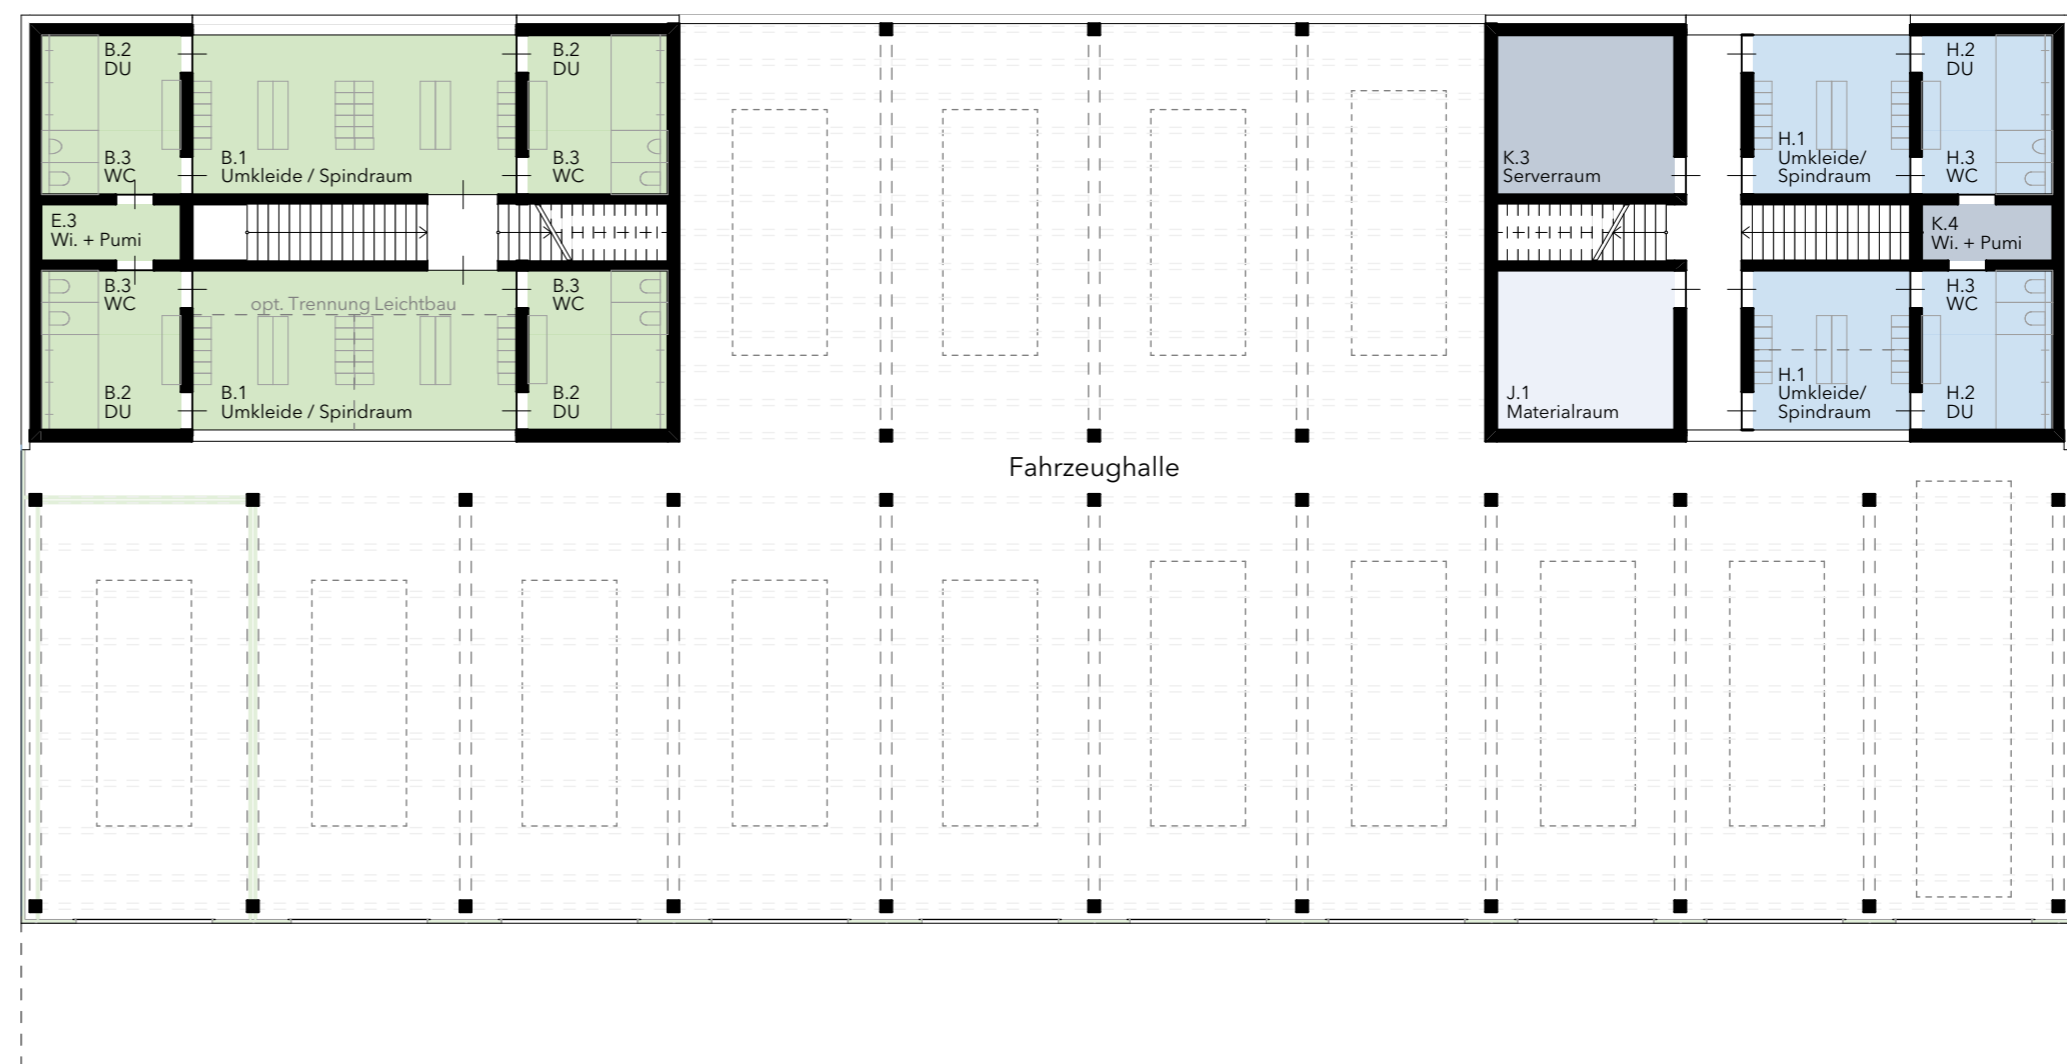 B.2
DU
B.2
DU
B.3
WC
B.1
Umkleide / Spindraum
B.3
WC
E.3
Wi. + Pumi
B.3
WC
opt. Trennung Leichtbau
B.3
WC
B.2
DU
B.1
Umkleide / Spindraum
B.2
DU
H.2
DU
K.3
Serverraum
H.1
Umkleide/
Spindraum
H.3
WC
K.4
Wi. + Pumi
H.3
WC
J.1
Materialraum
H.1
Umkleide/
Spindraum
H.2
DU
Fahrzeughalle